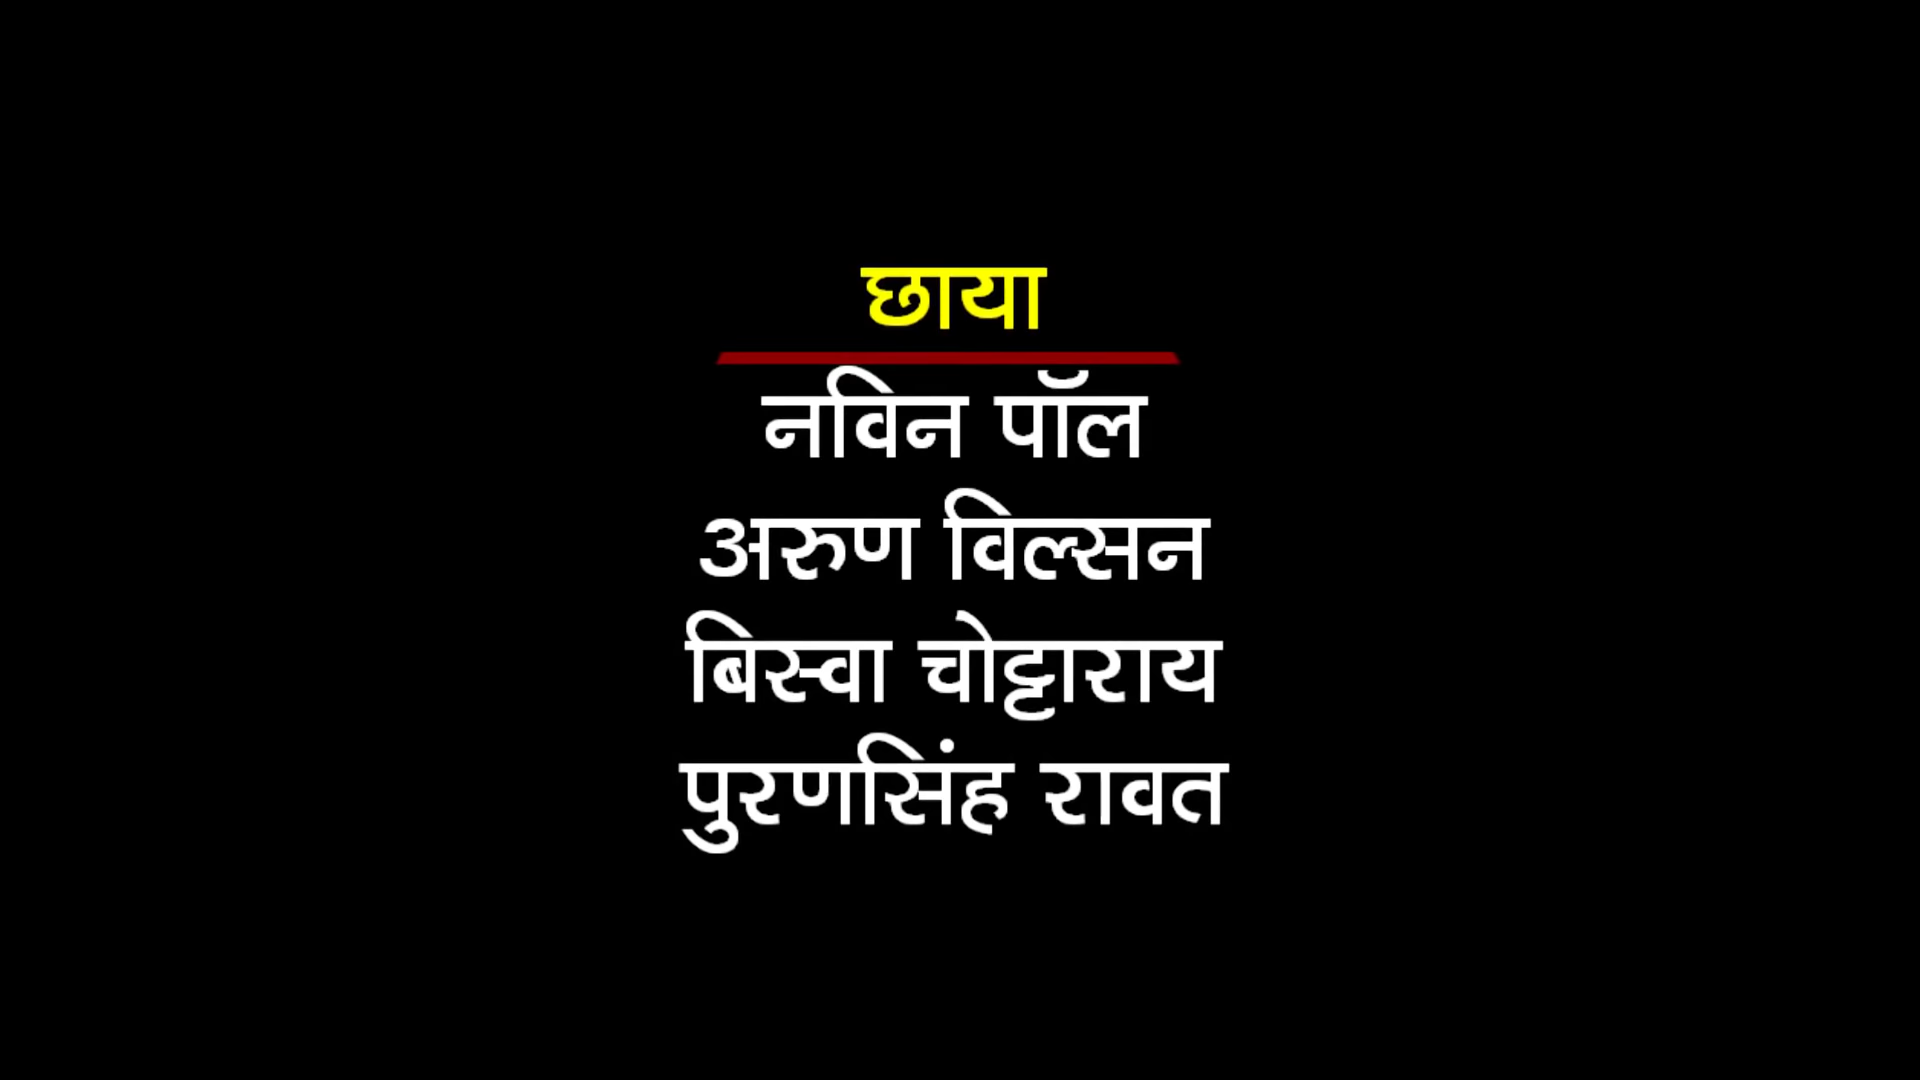 छाया
नविन पॉल
अरुण विल्सन
बिस्वा चोट्टाराय
पुरणसिंह रावत